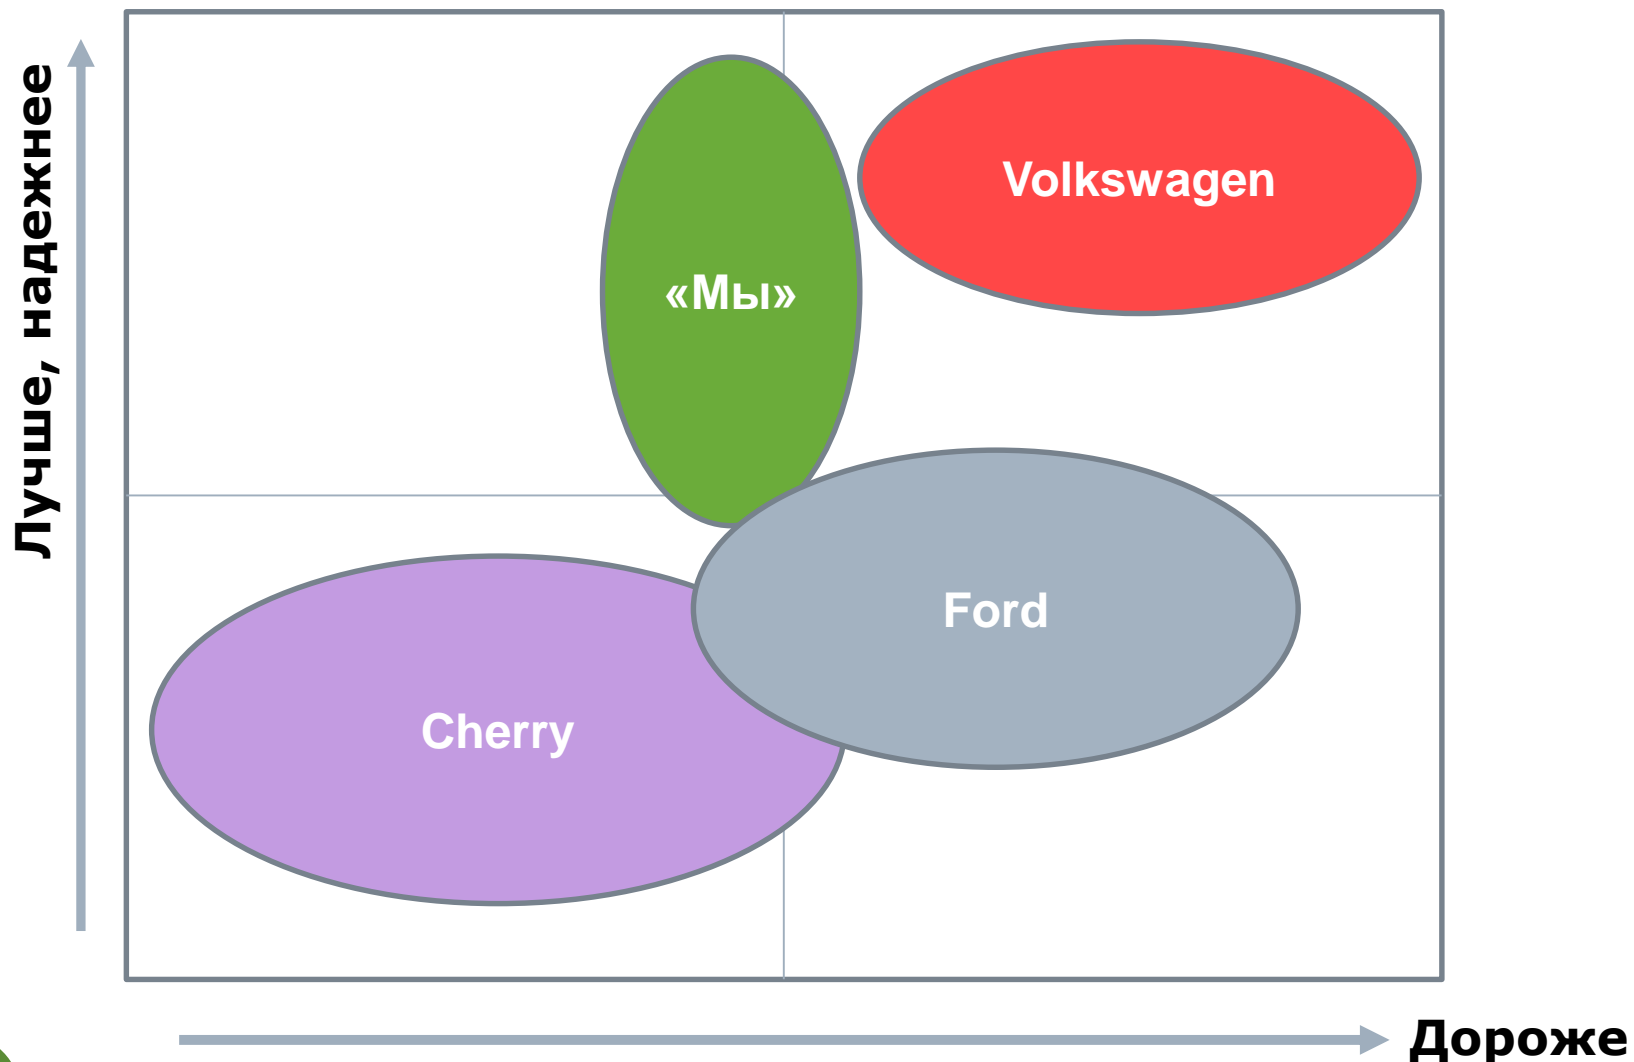 Лучше, надежнее
Volkswagen
«Мы»
Ford
Cherry
Дороже